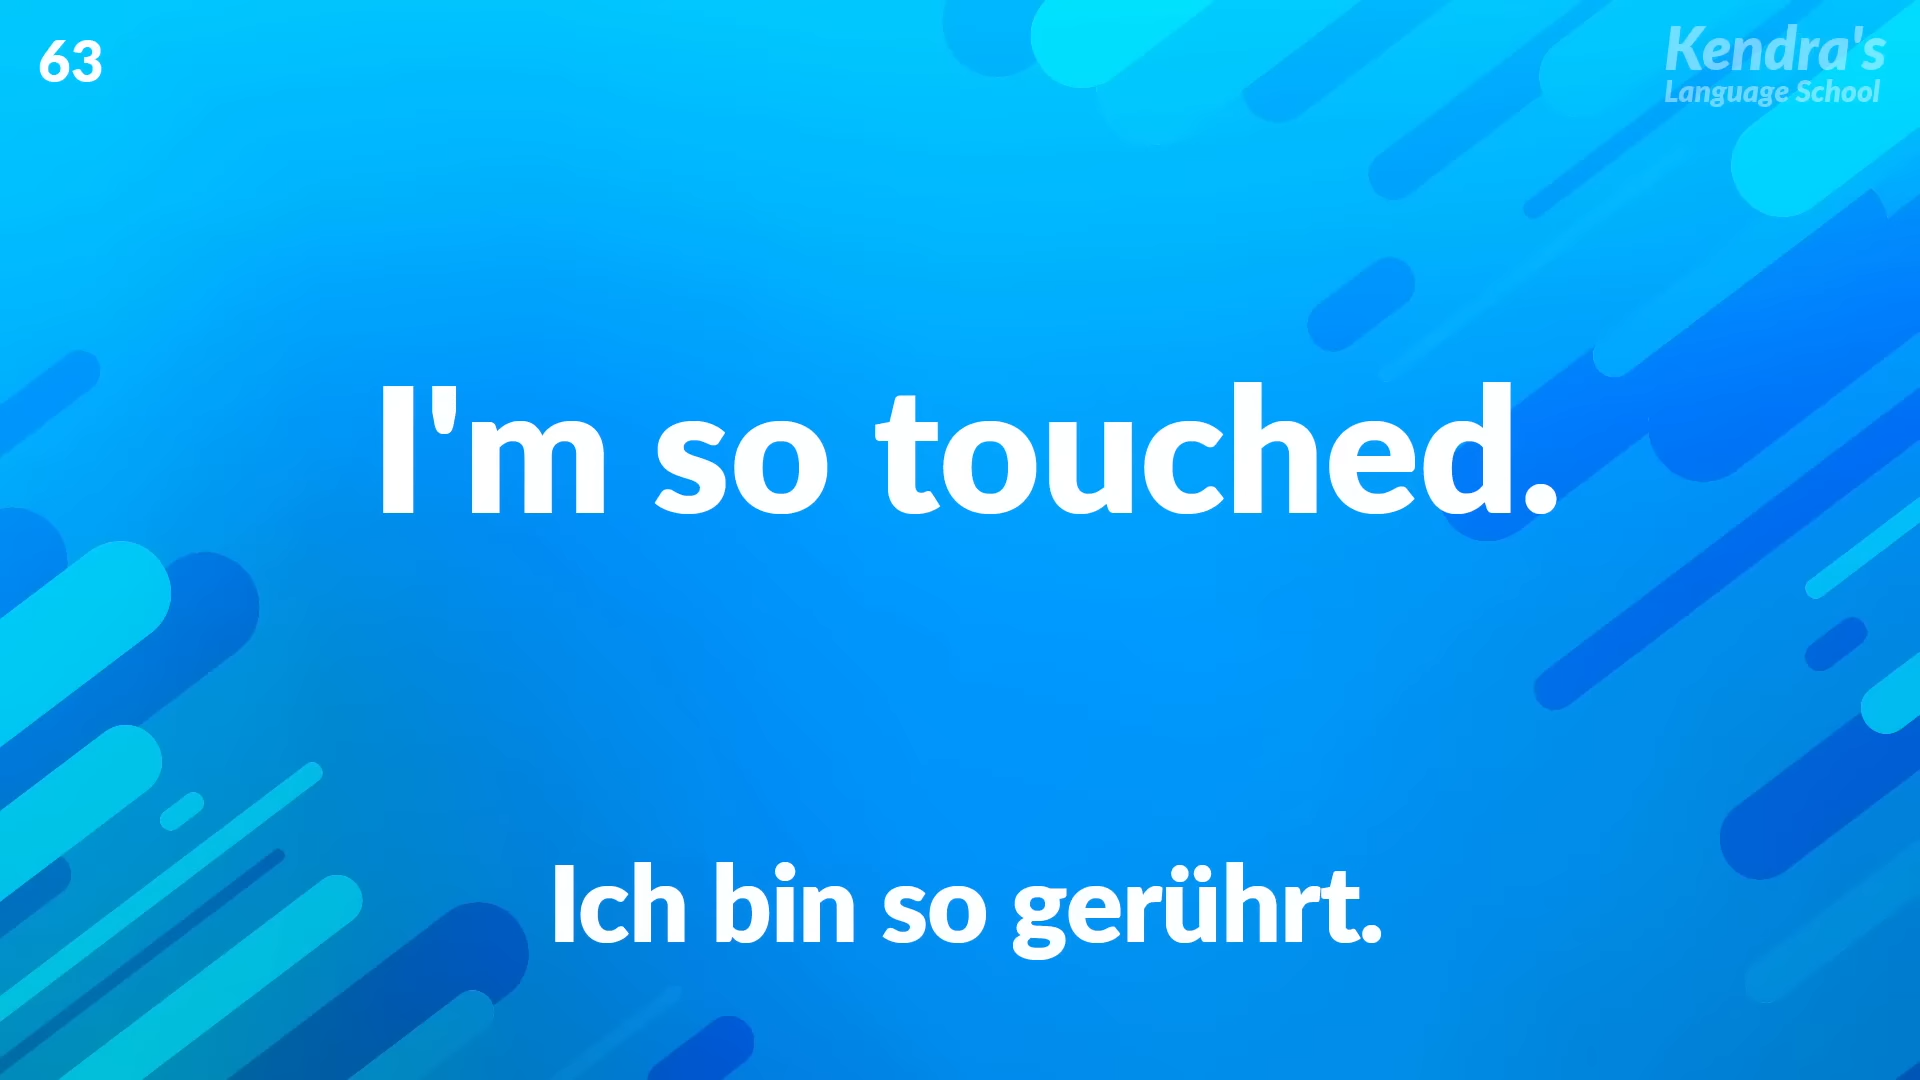 63
Kendra's
Language School
I'm so touched.
Ich bin so gerührt.